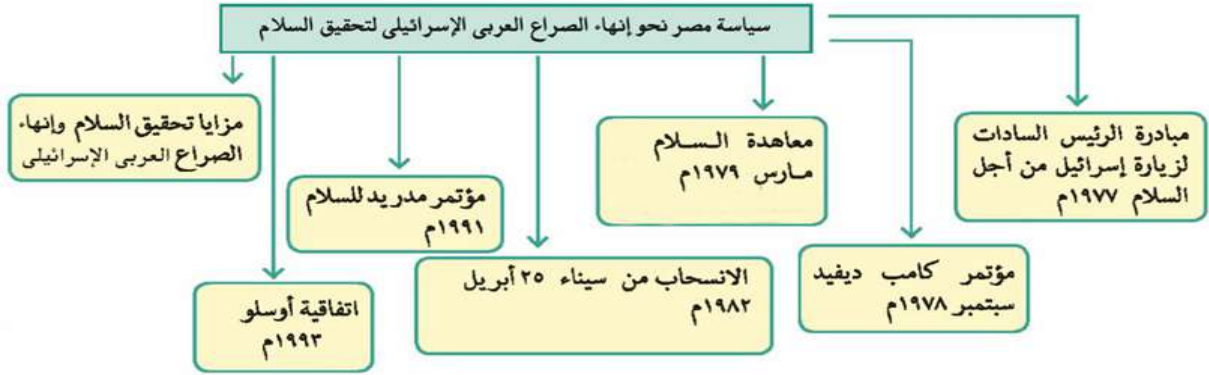 سياسة مصر نحو إنهاء الصراع العربى الإسرائيلى لتحقيق السلام
مبادرة الرئيس السادات
لزيارة إسرائيل من أجل
السلام ١٩٧٧م
مؤتمر كامب ديفيد
سبتمبر ١٩٧٨م
معاهدة السلام
مارس ١٩٧٩م
الانسحاب من سيناء ٢٥ أبريل
١٩٨٢م
مؤتمر مدريد للسلام
١٩٩١م
اتفاقية أوسلو
١٩٩٣م
مزايا تحقيق السلام وإنهاء
الصراع العربى الإسرائيلى